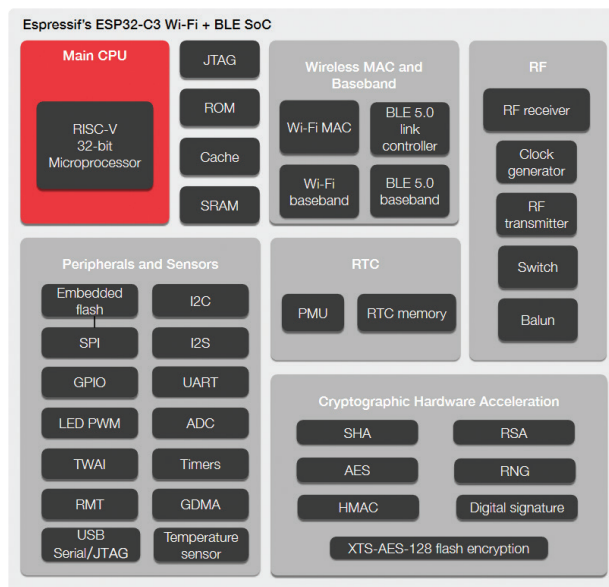 Espressif's ESP32-C3 Wi-Fi + BLE SoC
Main CPU
RISC-V
32-bit
Microprocessor
JTAG
ROM
Cache
SRAM
Wireless MAC and
Baseband
Wi-Fi MAC
BLE 5.0
link
controller
Wi-Fi
baseband
BLE 5.0
baseband
RF
RF receiver
Clock
generator
RF
transmitter
Switch
Balun
Peripherals and Sensors
Embedded
flash
I2C
SPI
I2S
GPIO
UART
LED PWM
ADC
TWAI
Timers
RMT
GDMA
USB
Serial/JTAG
Temperature
sensor
RTC
PMU
RTC memory
Cryptographic Hardware Acceleration
SHA
RSA
AES
RNG
HMAC
Digital signature
XTS-AES-128 flash encryption